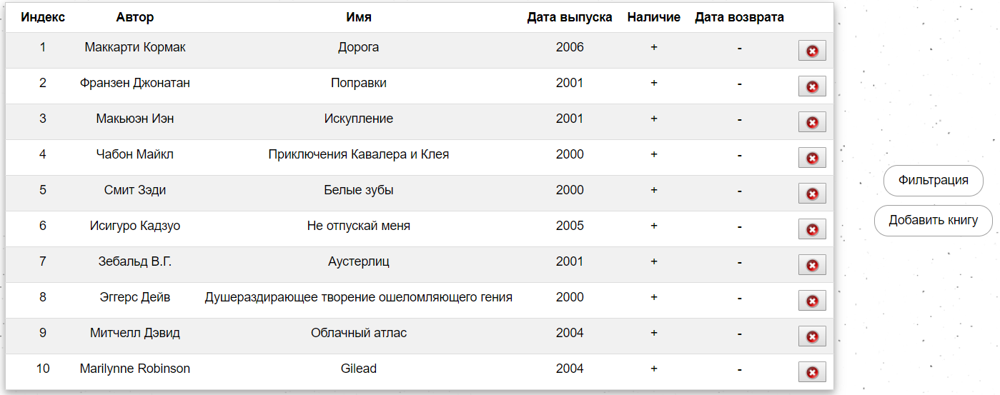 Индекс Автор Имя Дата выпуска Наличие Дата возврата
1 Маккарти Кормак Дорога 2006 + -
2 Франзен Джонатан Поправки 2001 + -
3 Макьюэн Иэн Искупление 2001 + -
4 Чабон Майкл Приключения Кавалера и Клея 2000 + -
Фильтрация
5 Смит Зэди Белые зубы 2000 + -
Добавить книгу
6 Исигуро Кадзуо Не отпускай меня 2005 + -
7 Зебальд В.Г. Аустерлиц 2001 + -
8 Эггерс Дейв Душераздирающее творение ошеломляющего гения 2000 + -
9 Митчелл Дэвид Облачный атлас 2004 + -
10 Marilynne Robinson Gilead 2004 + -